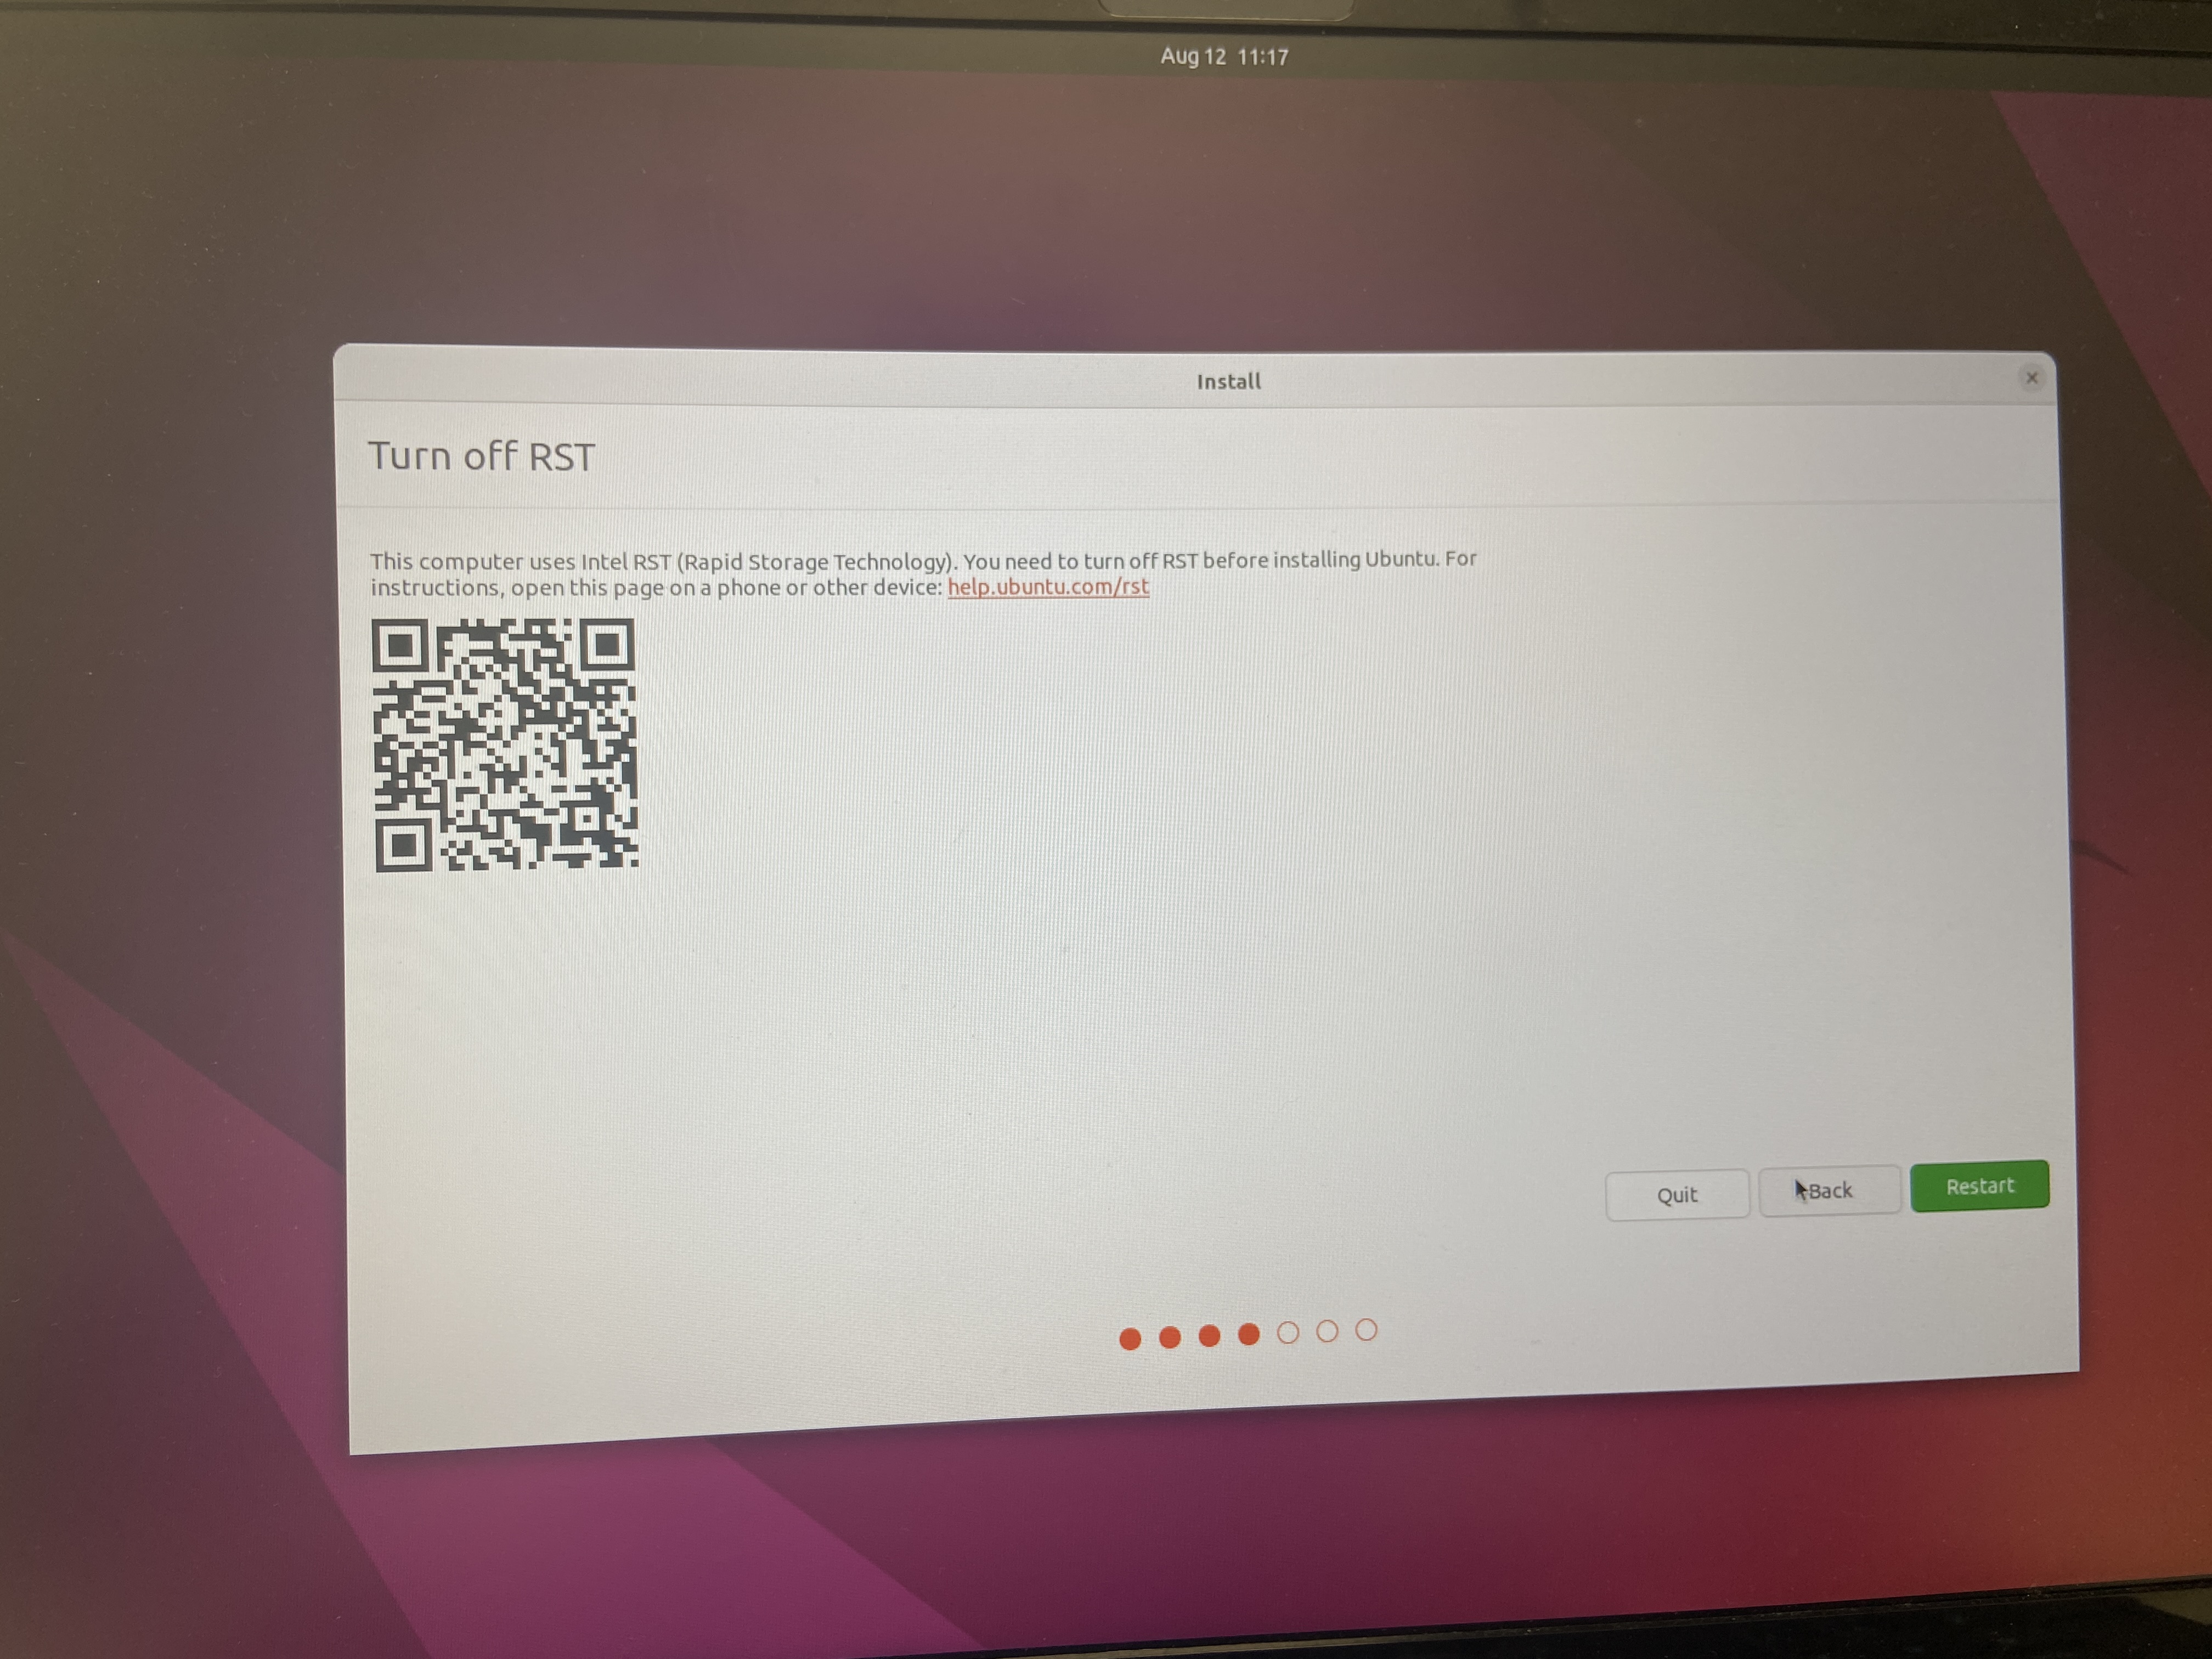 Aug 12 11:17
Install
Turn off RST
This computer uses Intel RST (Rapid Storage Technology). You need to turn off RST before installing Ubuntu. For
instructions, open this page on a phone or other device: help.ubuntu.com/rst
Quit
Back
Restart